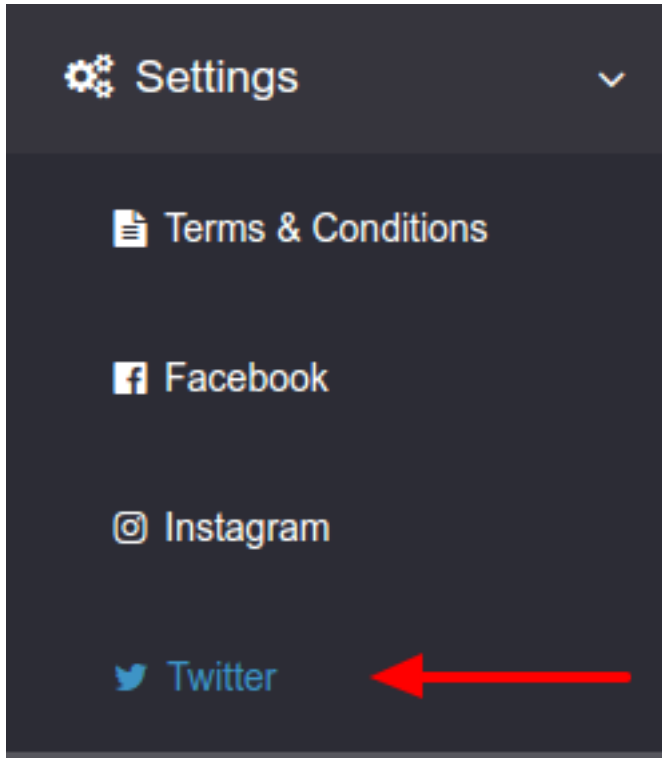 Settings
Terms & Conditions
Facebook
Instagram
Twitter